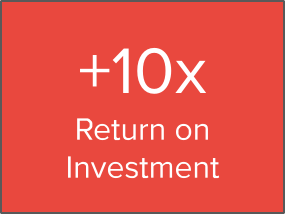 +10x
Return on
Investment